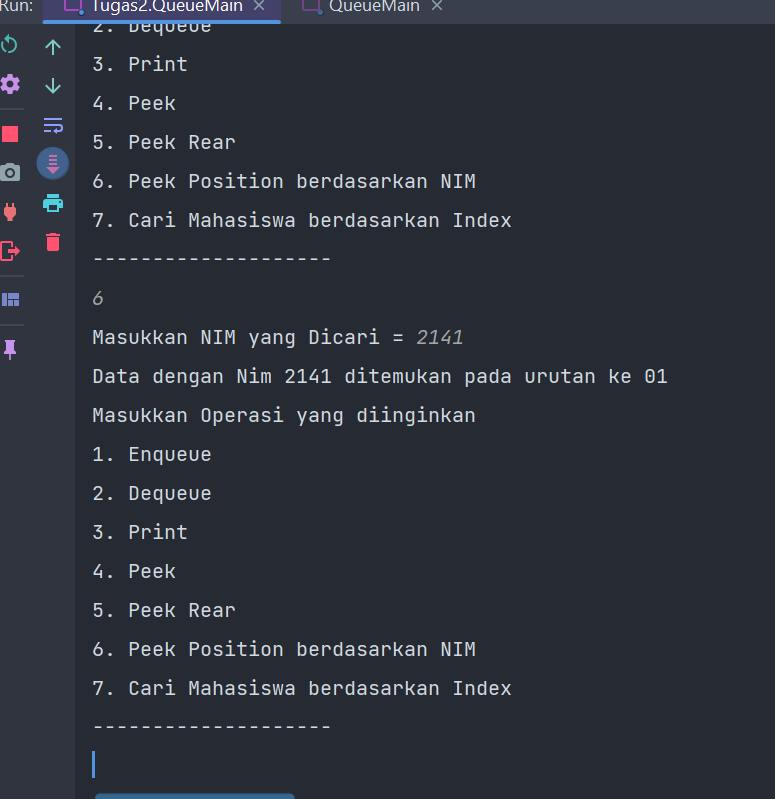 Run: Tugas2.QueueMain QueueMain
2. Dequeue
3. Print
4. Peek
5. Peek Rear
6. Peek Position berdasarkan NIM
7. Cari Mahasiswa berdasarkan Index
--------------------
6
Masukkan NIM yang Dicari = 2141
Data dengan Nim 2141 ditemukan pada urutan ke 01
Masukkan Operasi yang diinginkan
1. Enqueue
2. Dequeue
3. Print
4. Peek
5. Peek Rear
6. Peek Position berdasarkan NIM
7. Cari Mahasiswa berdasarkan Index
--------------------